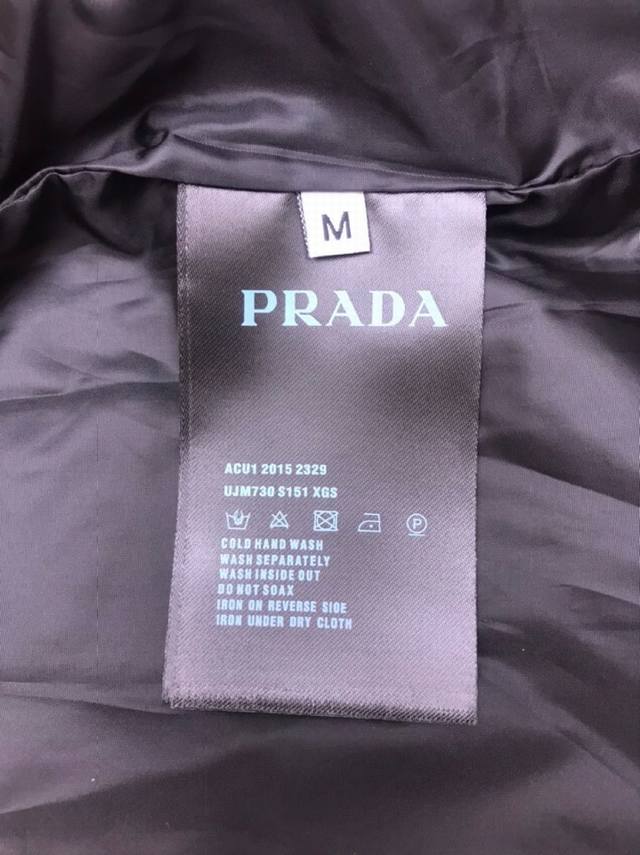 M
PRADA
ACU1 2015 2329
UJM730 S151 XGS
P
COLD HAND WASH
WASH SEPARATELY
WASH INSIDE OUT
DO NOT SOAX
IRON ON REVERSE SIDE
IRON UNDER DRY CLOTH